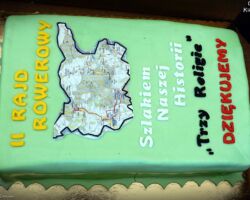 II RAJD
ROWEROWY
Szlakiem
Naszej
Historii
"Trzy Religie"
DZIĘKUJEMY